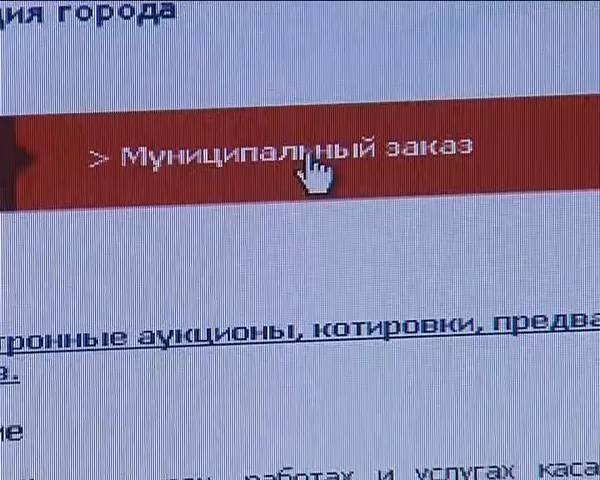 ция города
> Муниципальный заказ
тронные аукционы, котировки, предва
в.
ие
работах и услугах каса